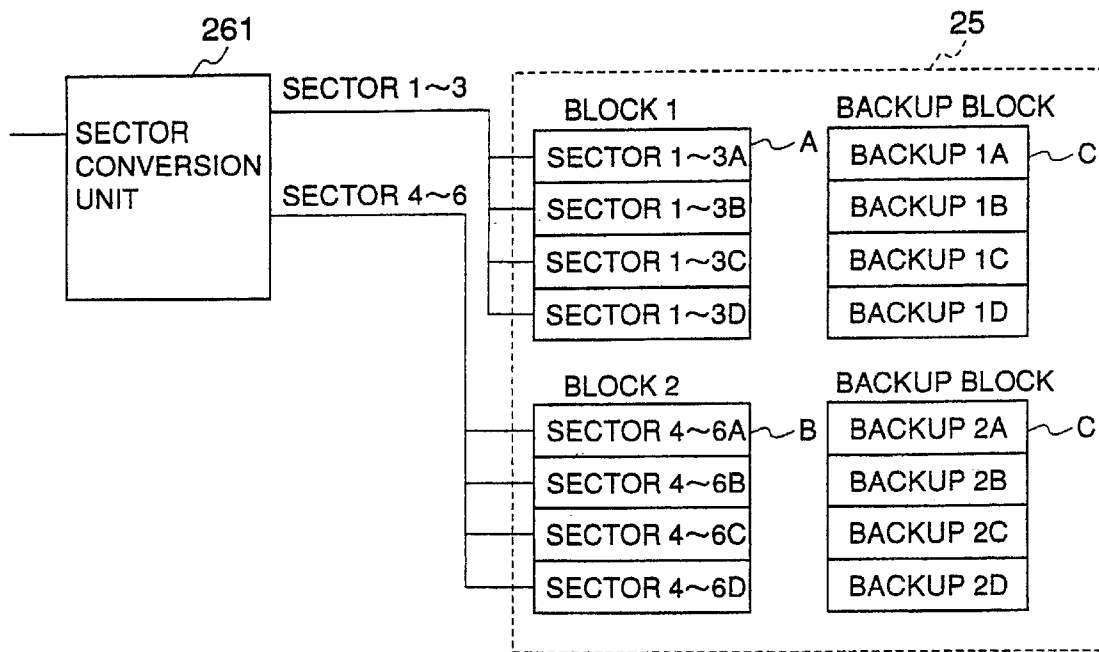 261
25
SECTOR CONVERSION UNIT
SECTOR 1~3
SECTOR 4~6
BLOCK 1
SECTOR 1~3A
SECTOR 1~3B
SECTOR 1~3C
SECTOR 1~3D
A
BACKUP BLOCK
BACKUP 1A
BACKUP 1B
BACKUP 1C
BACKUP 1D
C
BLOCK 2
SECTOR 4~6A
SECTOR 4~6B
SECTOR 4~6C
SECTOR 4~6D
B
BACKUP BLOCK
BACKUP 2A
BACKUP 2B
BACKUP 2C
BACKUP 2D
C